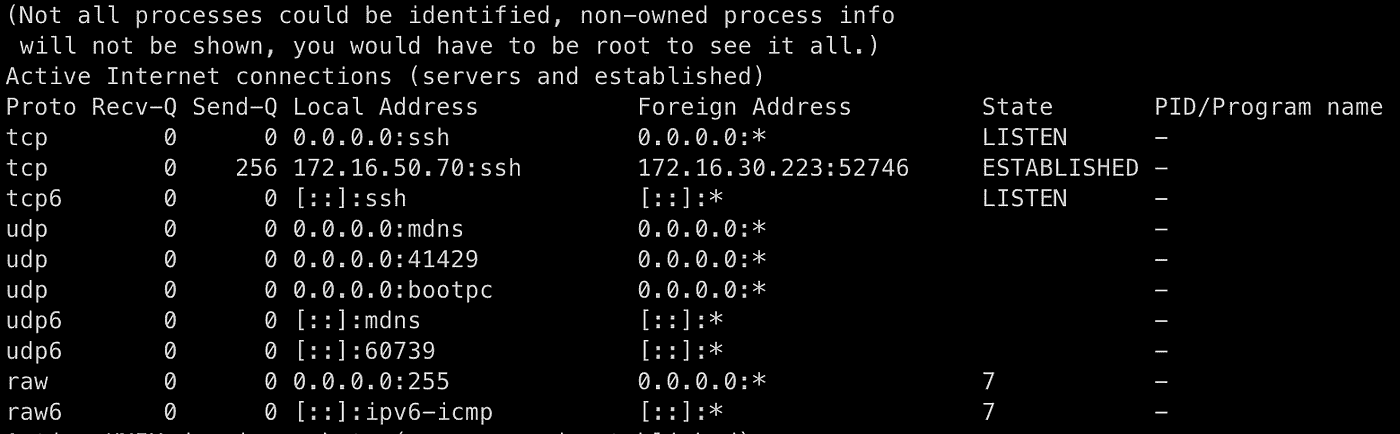 (Not all processes could be identified, non-owned process info
 will not be shown, you would have to be root to see it all.)
Active Internet connections (servers and established)
Proto Recv-Q Send-Q Local Address           Foreign Address         State       PID/Program name
tcp        0      0 0.0.0.0:ssh             0.0.0.0:*               LISTEN      -
tcp        0    256 172.16.50.70:ssh        172.16.30.223:52746     ESTABLISHED -
tcp6       0      0 [::]:ssh                [::]:*                  LISTEN      -
udp        0      0 0.0.0.0:mdns            0.0.0.0:*                           -
udp        0      0 0.0.0.0:41429           0.0.0.0:*                           -
udp        0      0 0.0.0.0:bootpc          0.0.0.0:*                           -
udp6       0      0 [::]:mdns               [::]:*                              -
udp6       0      0 [::]:60739              [::]:*                              -
raw        0      0 0.0.0.0:255             0.0.0.0:*               7           -
raw6       0      0 [::]:ipv6-icmp          [::]:*                  7           -